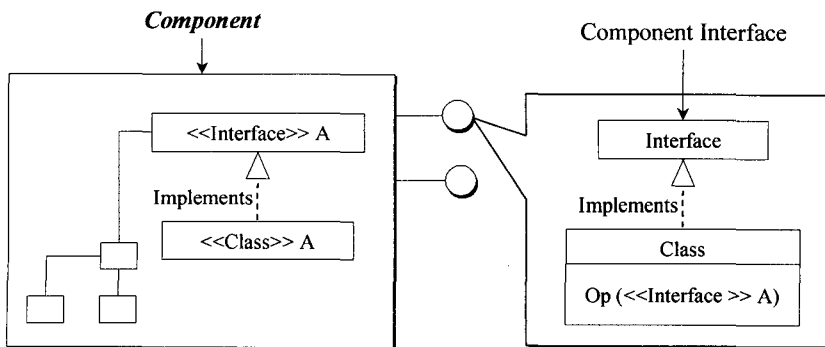 Component
<<Interface>> A
Implements
<<Class>> A
Component Interface
Interface
Implements
Class
Op (<<Interface >> A)